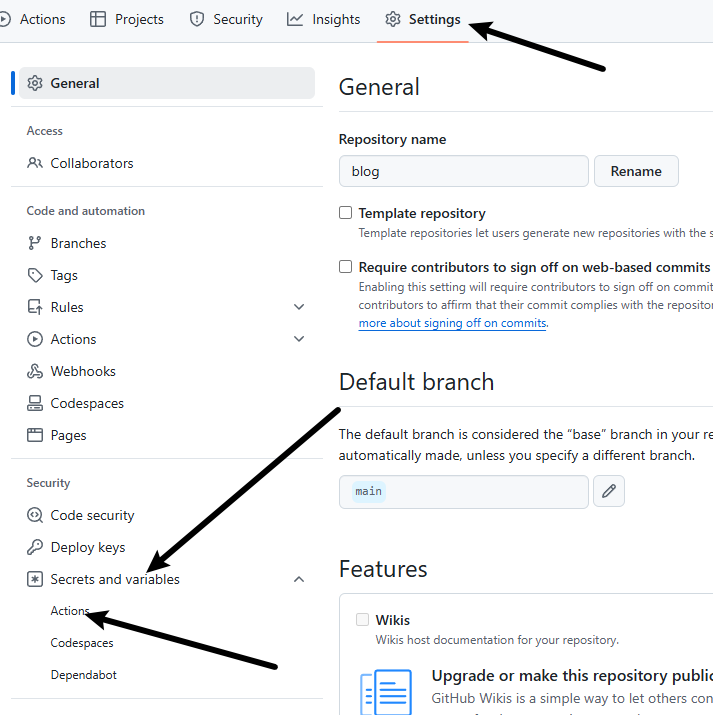 Actions Projects Security Insights Settings
General
Access
Collaborators
Code and automation
Branches
Tags
Rules
Actions
Webhooks
Codespaces
Pages
Security
Code security
Deploy keys
Secrets and variables
Actions
Codespaces
Dependabot
General
Repository name
blog Rename
Template repository
Template repositories let users generate new repositories with the
Require contributors to sign off on web-based commits
Enabling this setting will require contributors to sign off on
contributors to affirm that their commit complies with the
more about signing off on commits.
Default branch
The default branch is considered the “base” branch in your
automatically made, unless you specify a different branch.
main
Features
Wikis
Wikis host documentation for your repository.
Upgrade or make this repository public
GitHub Wikis is a simple way to let others